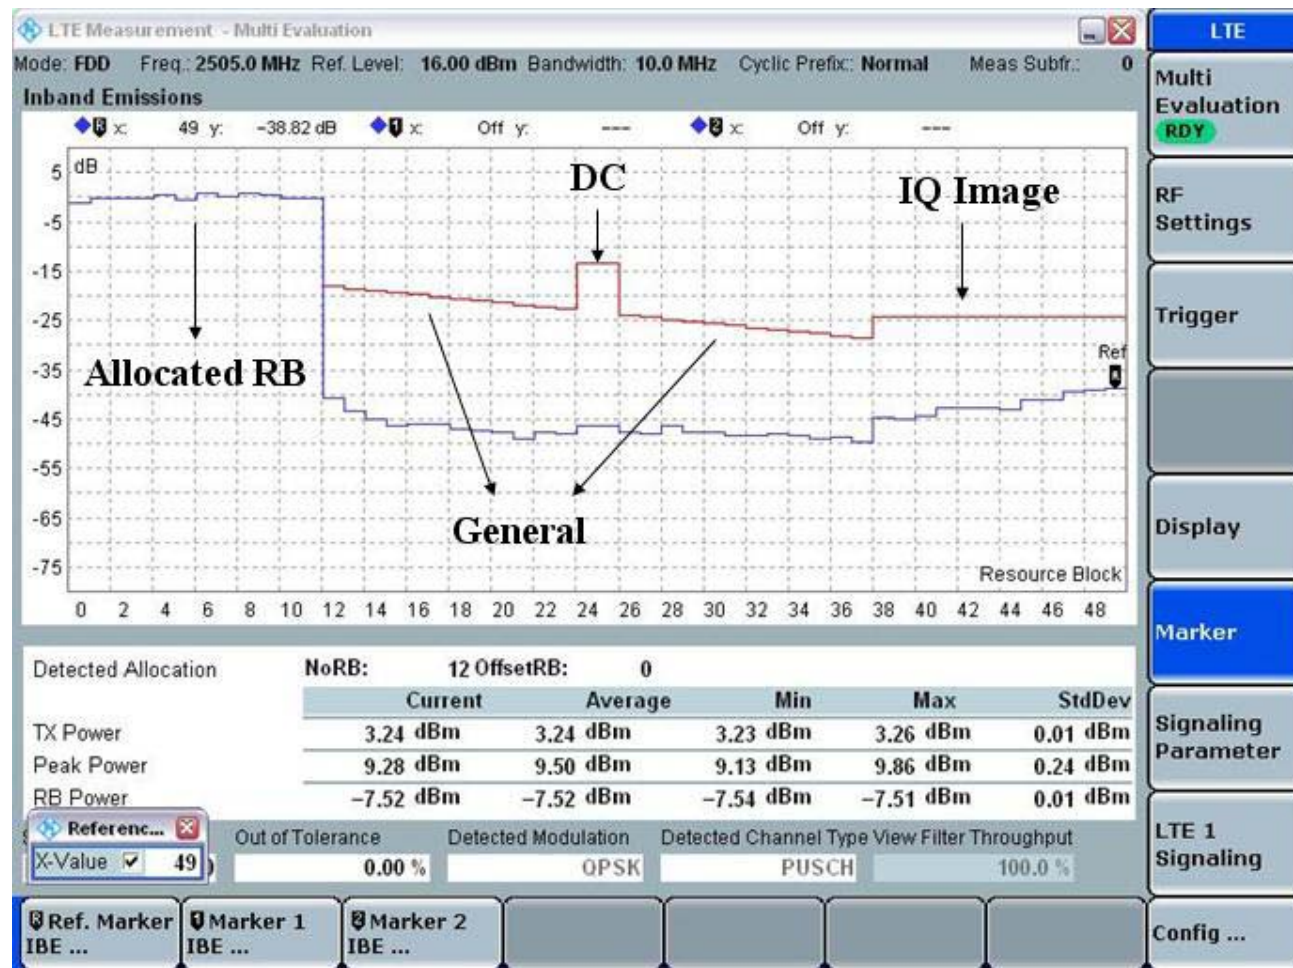 LTE Measurement - Multi Evaluation
LTE
Mode: FDD Freq.: 2505.0 MHz Ref. Level: 16.00 dBm Bandwidth: 10.0 MHz Cyclic Prefix: Normal Meas Subfr.: 0
Inband Emissions
R x: 49 y: -38.82 dB 1 x: Off y: --- 2 x: Off y: ---
dB
5
-5
-15
-25
-35
-45
-55
-65
-75
DC
IQ Image
Allocated RB
General
Ref
R
Resource Block
0 2 4 6 8 10 12 14 16 18 20 22 24 26 28 30 32 34 36 38 40 42 44 46 48
Detected Allocation NoRB: 12 OffsetRB: 0
Current Average Min Max StdDev
TX Power 3.24 dBm 3.24 dBm 3.23 dBm 3.26 dBm 0.01 dBm
Peak Power 9.28 dBm 9.50 dBm 9.13 dBm 9.86 dBm 0.24 dBm
RB Power -7.52 dBm -7.52 dBm -7.54 dBm -7.51 dBm 0.01 dBm
Out of Tolerance Detected Modulation Detected Channel Type View Filter Throughput
0.00 % QPSK PUSCH 100.0 %
Referenc...
X-Value 49
Multi
Evaluation
RDY
RF
Settings
Trigger
Display
Marker
Signaling
Parameter
LTE 1
Signaling
Config ...
R Ref. Marker
IBE ...
1 Marker 1
IBE ...
2 Marker 2
IBE ...